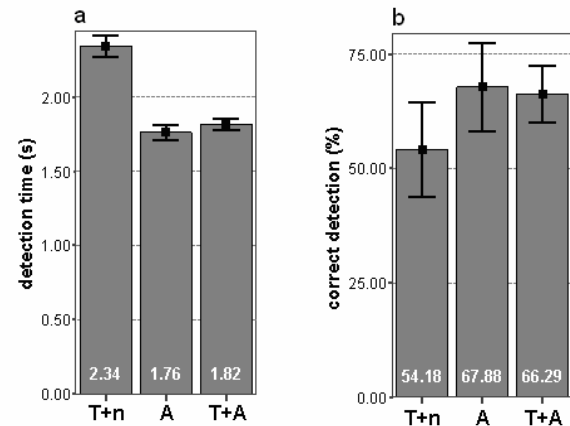 a
detection time (s)
2.00
1.50
1.00
0.50
0.00
2.34
1.76
1.82
T+n
A
T+A
b
correct detection (%)
75.00
50.00
25.00
0.00
54.18
67.88
66.29
T+n
A
T+A